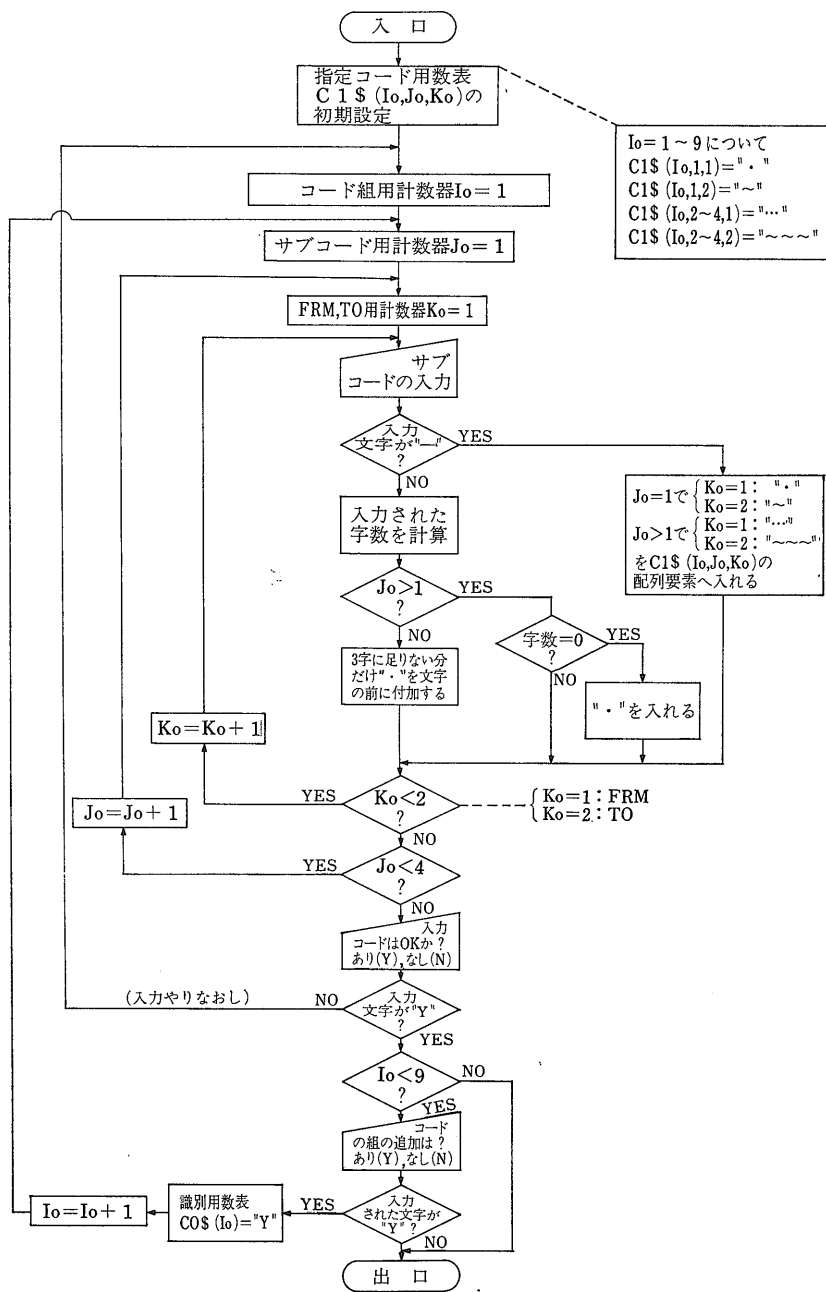 入 口
指定コード用数表
C1$(Io,Jo,Ko)の
初期設定
Io=1～9について
C1$(Io,1,1)="・"
C1$(Io,1,2)="～"
C1$(Io,2～4,1)="…"
C1$(Io,2～4,2)="～～～"
コード組用計数器Io=1
サブコード用計数器Jo=1
FRM,TO用計数器Ko=1
サブ
コードの入力
入力
文字が"―"
?
YES
NO
入力された
字数を計算
Jo=1で{Ko=1: "・"
Ko=2: "～"
Jo>1で{Ko=1: "…"
Ko=2: "～～～"
をC1$(Io,Jo,Ko)の
配列要素へ入れる
Jo>1
?
YES
NO
字数=0
?
YES
NO
3字に足りない分
だけ"・"を文字
の前に付加する
"・"を入れる
Ko=Ko+1
Ko<2
?
YES
NO
{Ko=1:FRM
Ko=2:TO
Jo=Jo+1
Jo<4
?
YES
NO
入力
コードはOKか?
あり(Y),なし(N)
(入力やりなおし)
NO
入力
文字が"Y"
?
YES
Io<9
?
NO
YES
コード
の組の追加は?
あり(Y),なし(N)
Io=Io+1
識別用数表
CO$(Io)="Y"
YES
入力
された文字が
"Y"?
NO
出 口